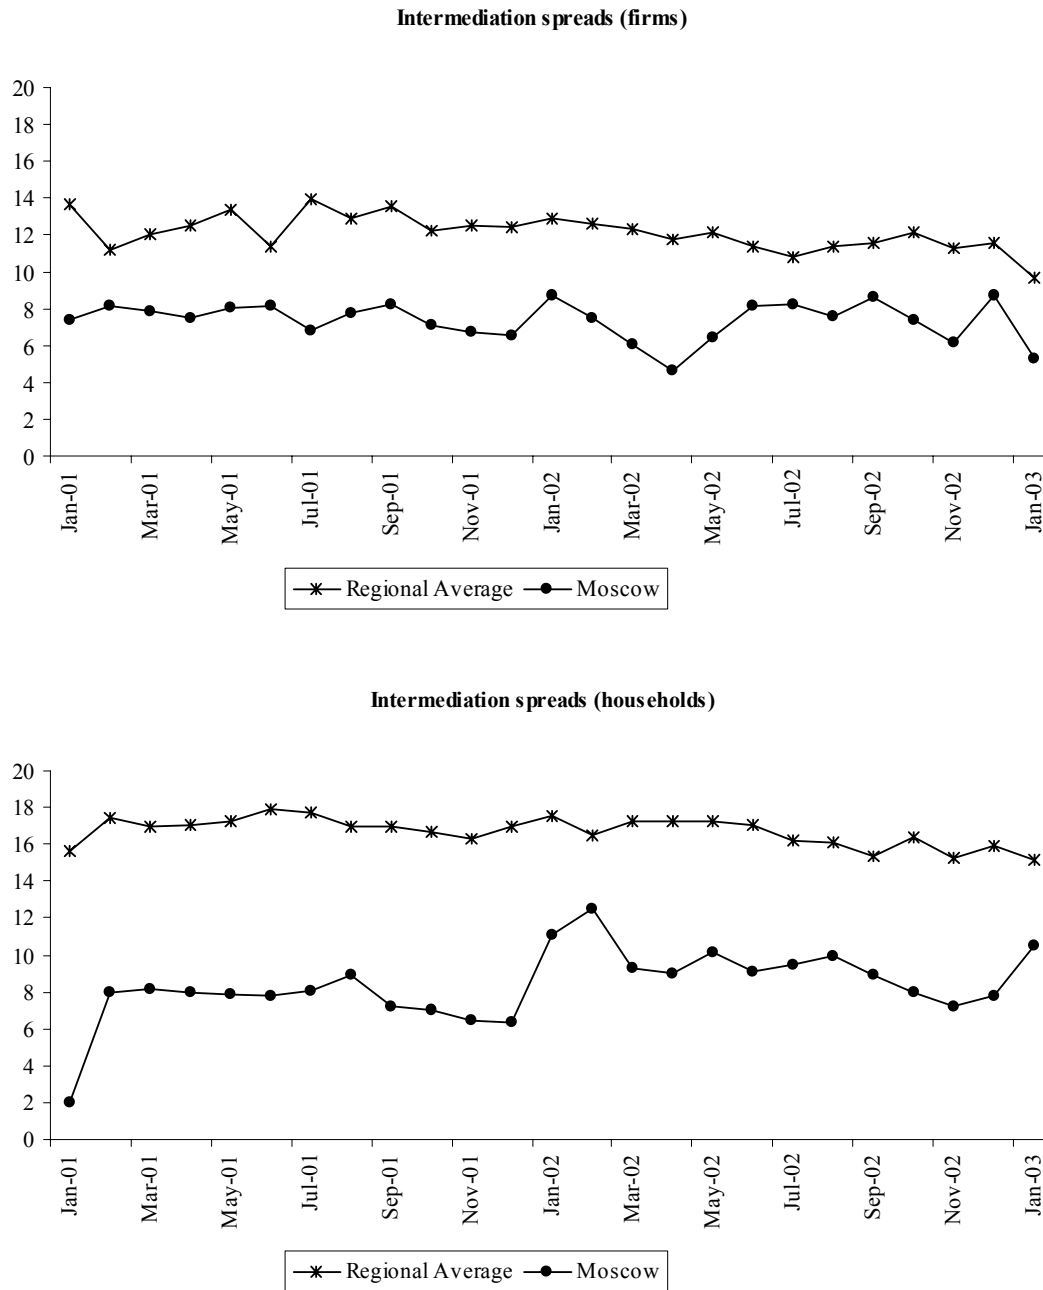 Intermediation spreads (firms)
20
18
16
14
12
10
8
6
4
2
0
Jan-01
Mar-01
May-01
Jul-01
Sep-01
Nov-01
Jan-02
Mar-02
May-02
Jul-02
Sep-02
Nov-02
Jan-03
Regional Average Moscow
Intermediation spreads (households)
20
18
16
14
12
10
8
6
4
2
0
Jan-01
Mar-01
May-01
Jul-01
Sep-01
Nov-01
Jan-02
Mar-02
May-02
Jul-02
Sep-02
Nov-02
Jan-03
Regional Average Moscow